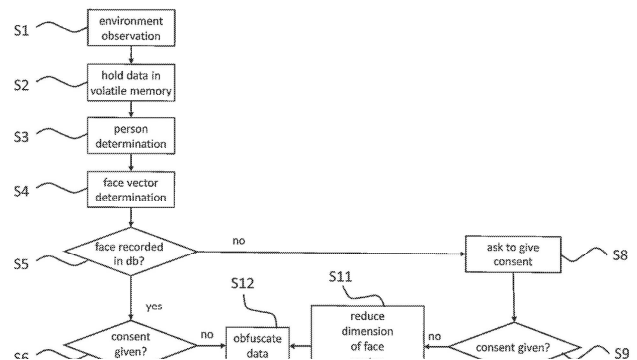 S1
environment
observation
S2
hold data in
volatile memory
S3
person
determination
S4
face vector
determination
S5
face recorded
in db?
no
ask to give
consent
S8
yes
S12
S11
S6
consent
given?
no
obfuscate
data
reduce
dimension
of face
no
consent given?
S9